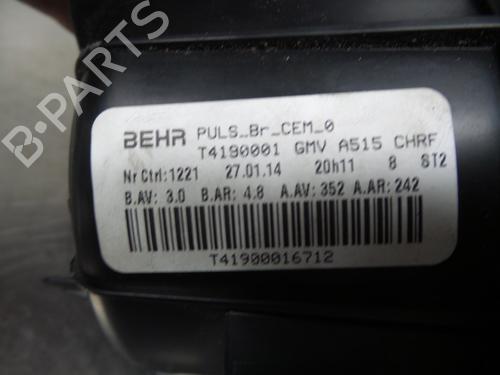 B-PARTS
BEHR PULS_Br_CEM_0
T4190001 GMV A515 CHRF
Nr Ctrl:1221 27.01.14 20h11 8 ST2
B.AV: 3.0 B.AR: 4.8 A.AV: 352 A.AR: 242
T41900016712